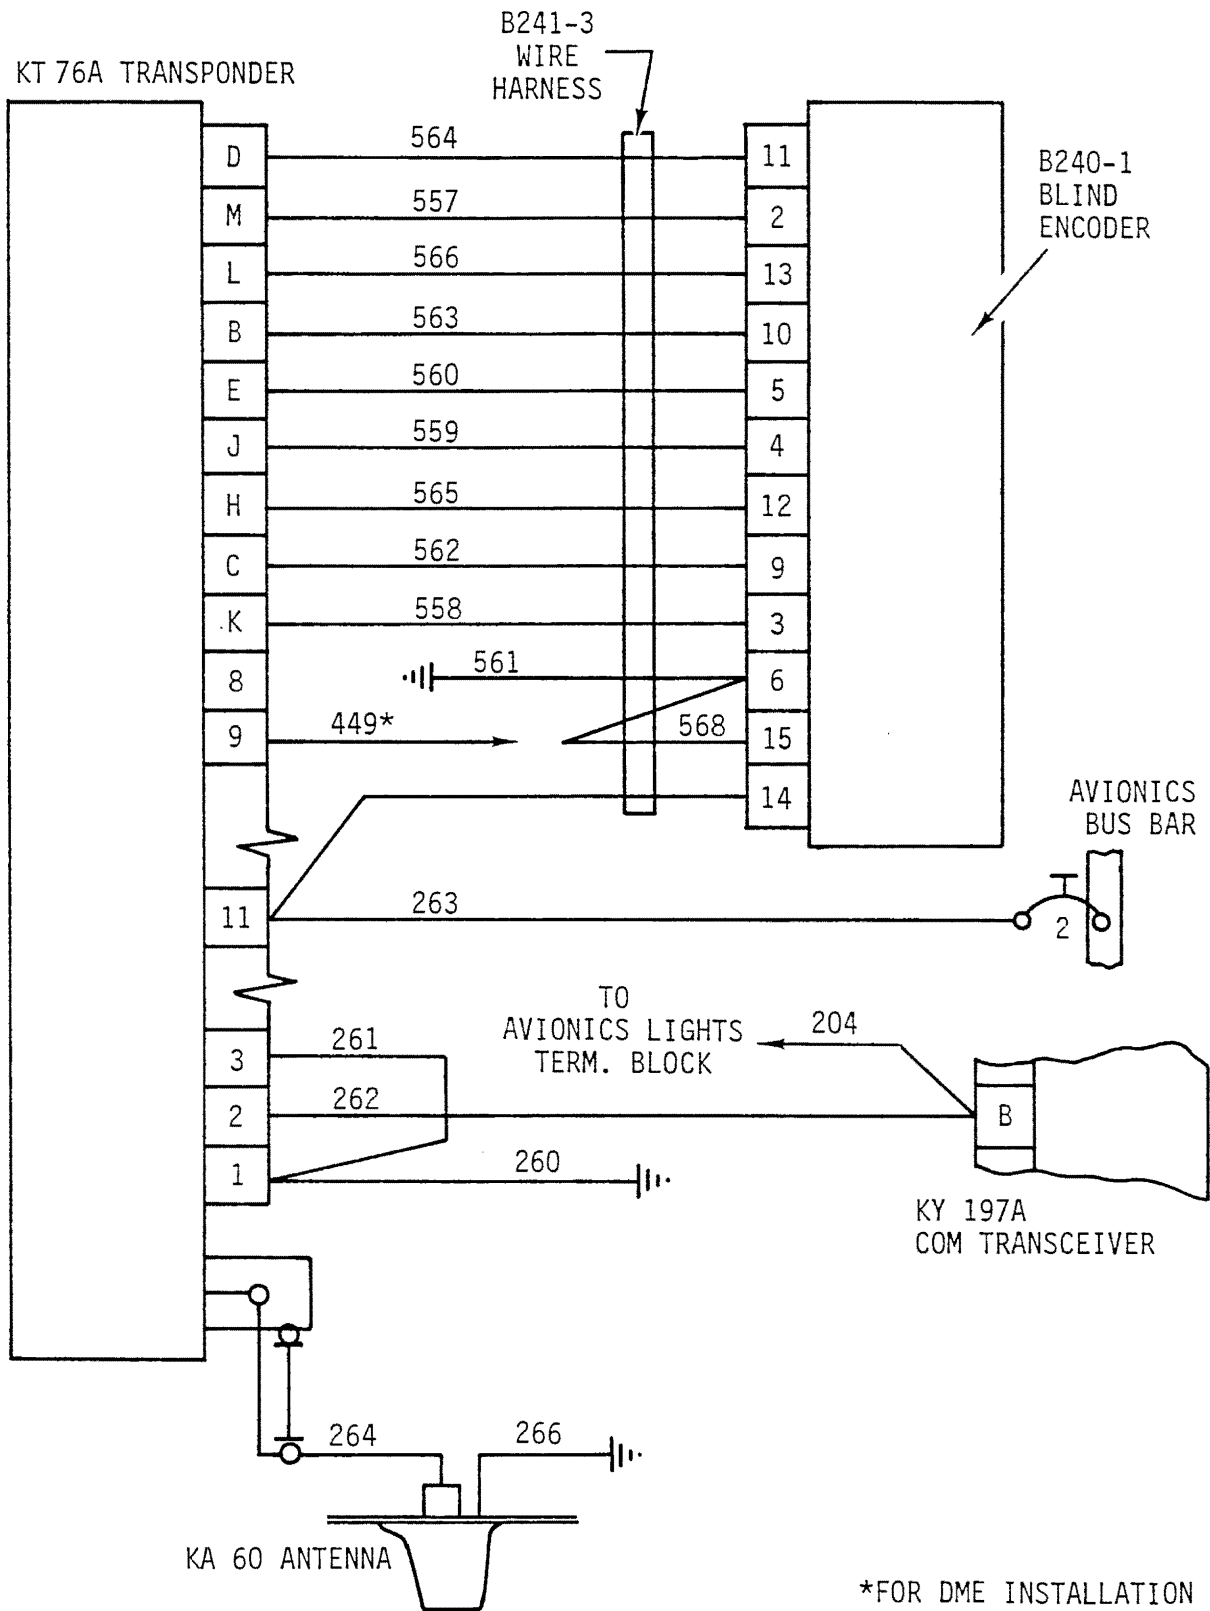 B241-3
WIRE
HARNESS
KT 76A TRANSPONDER
D 564 11
M 557 2
L 566 13
B 563 10
E 560 5
J 559 4
H 565 12
C 562 9
K 558 3
8 561 6
9 449* 568 15
14
B240-1
BLIND
ENCODER
AVIONICS
BUS BAR
11 263 2
TO
AVIONICS LIGHTS
TERM. BLOCK
204
3 261
2 262 B
1 260
KY 197A
COM TRANSCEIVER
264 266
KA 60 ANTENNA
*FOR DME INSTALLATION